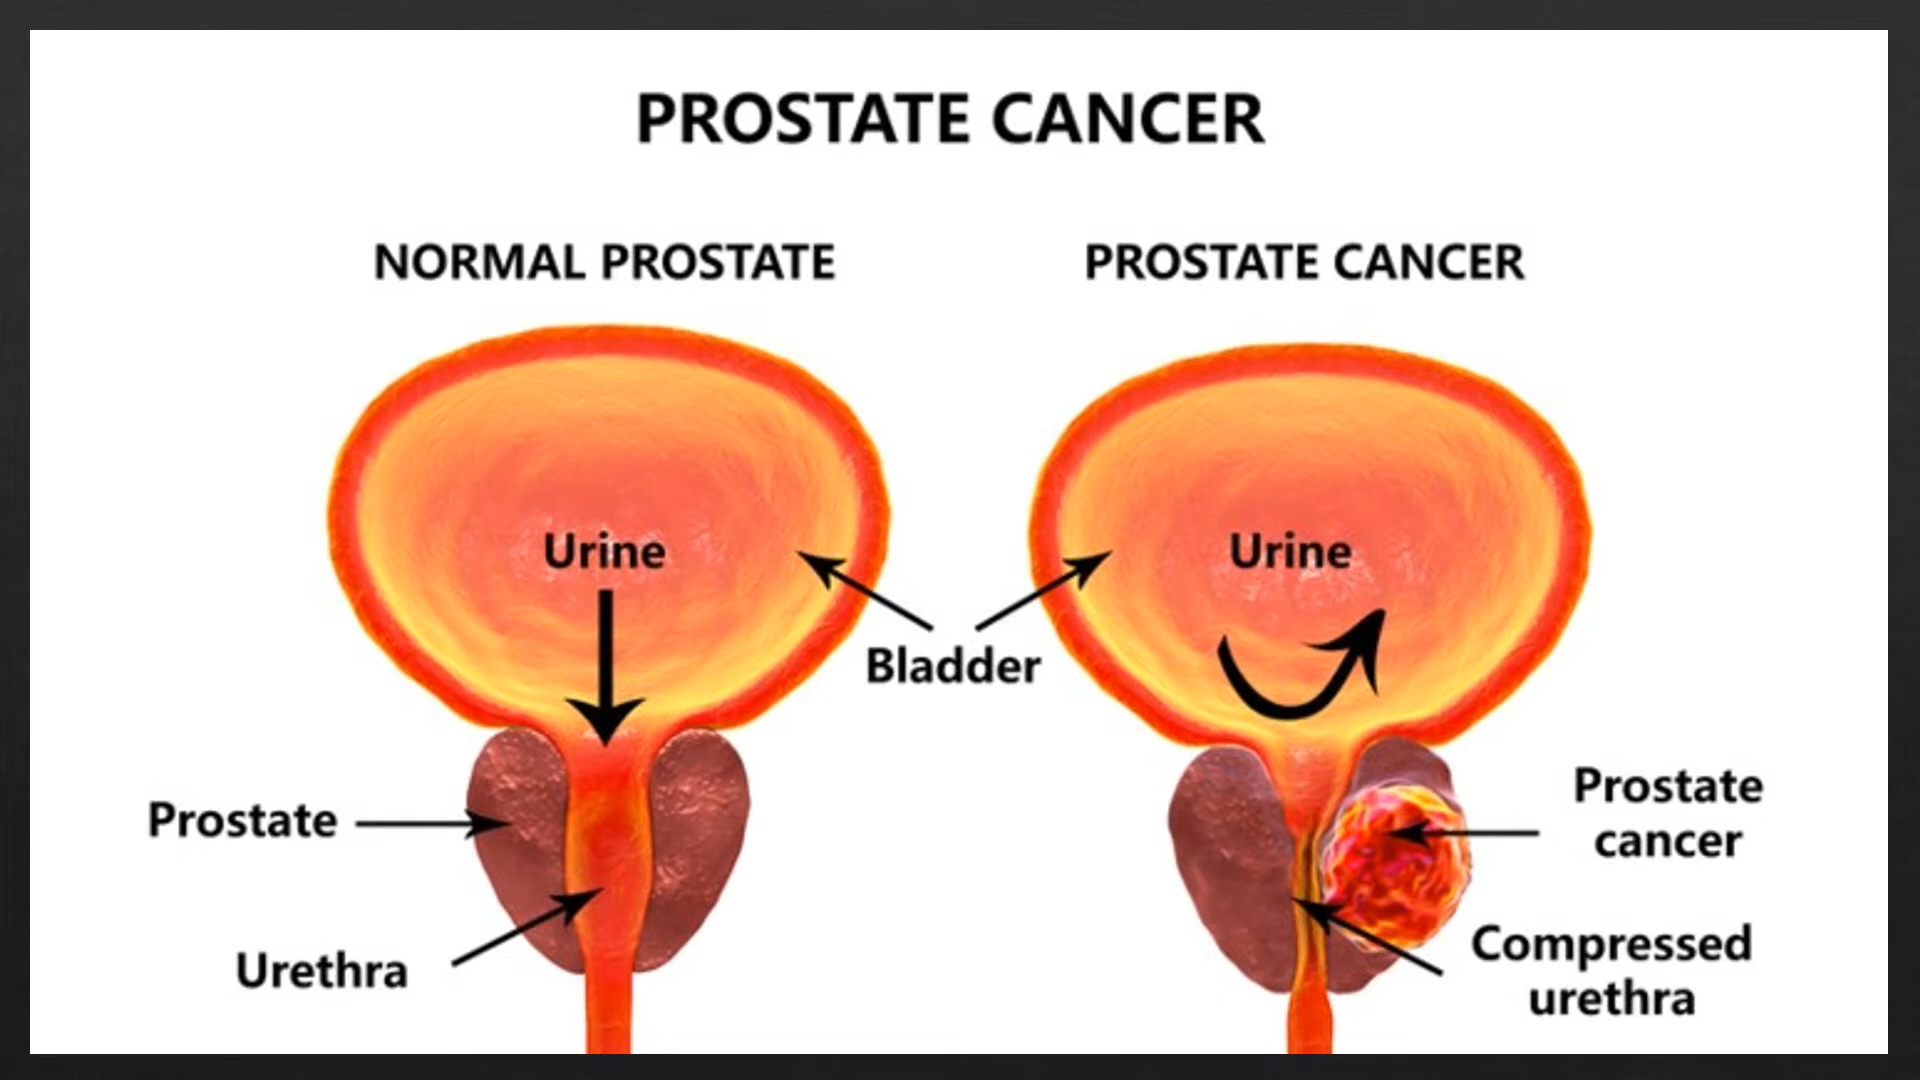 PROSTATE CANCER
NORMAL PROSTATE
PROSTATE CANCER
Urine
Urine
Bladder
Prostate
Prostate
cancer
Urethra
Compressed
urethra